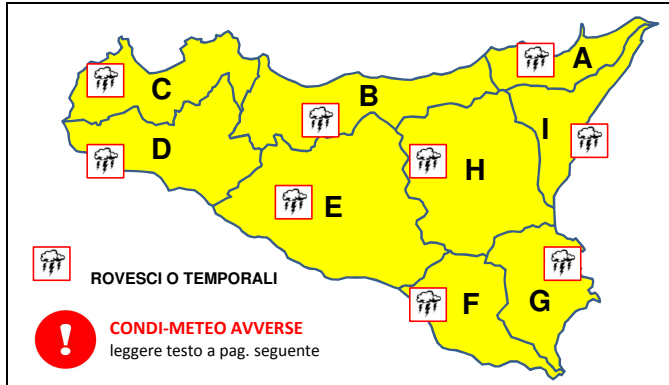 A
C
B
I
D
H
E
F
G
ROVESCI O TEMPORALI
CONDI-METEO AVVERSE
leggere testo a pag. seguente